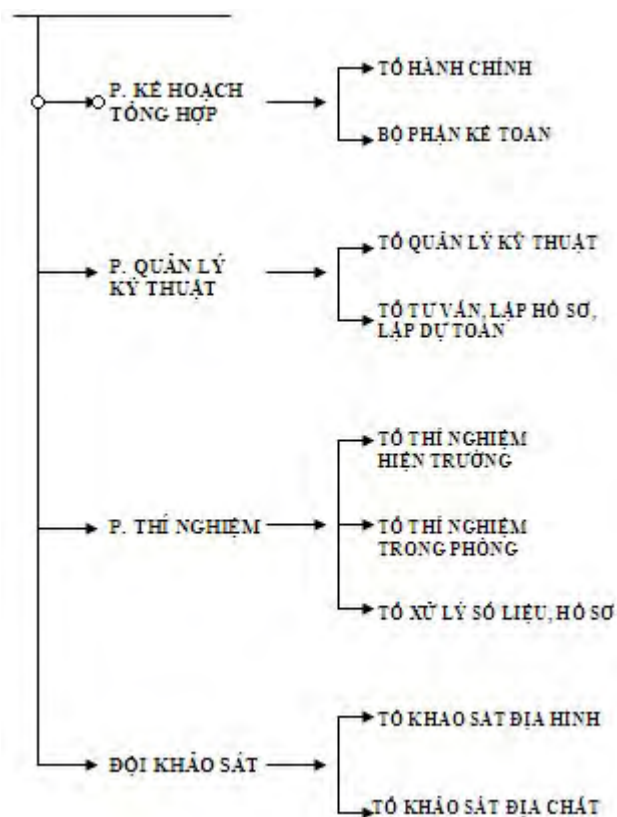 P. KẾ HOẠCH
TỔNG HỢP
TỔ HÀNH CHÍNH
BỘ PHẬN KẾ TOÁN
P. QUẢN LÝ
KỸ THUẬT
TỔ QUẢN LÝ KỸ THUẬT
TỔ TƯ VẤN, LẬP HỒ SƠ,
LẬP DỰ TOÁN
P. THÍ NGHIỆM
TỔ THÍ NGHIỆM
HIỆN TRƯỜNG
TỔ THÍ NGHIỆM
TRONG PHÒNG
TỔ XỬ LÝ SỐ LIỆU, HỒ SƠ
ĐỘI KHẢO SÁT
TỔ KHẢO SÁT ĐỊA HÌNH
TỔ KHẢO SÁT ĐỊA CHẤT